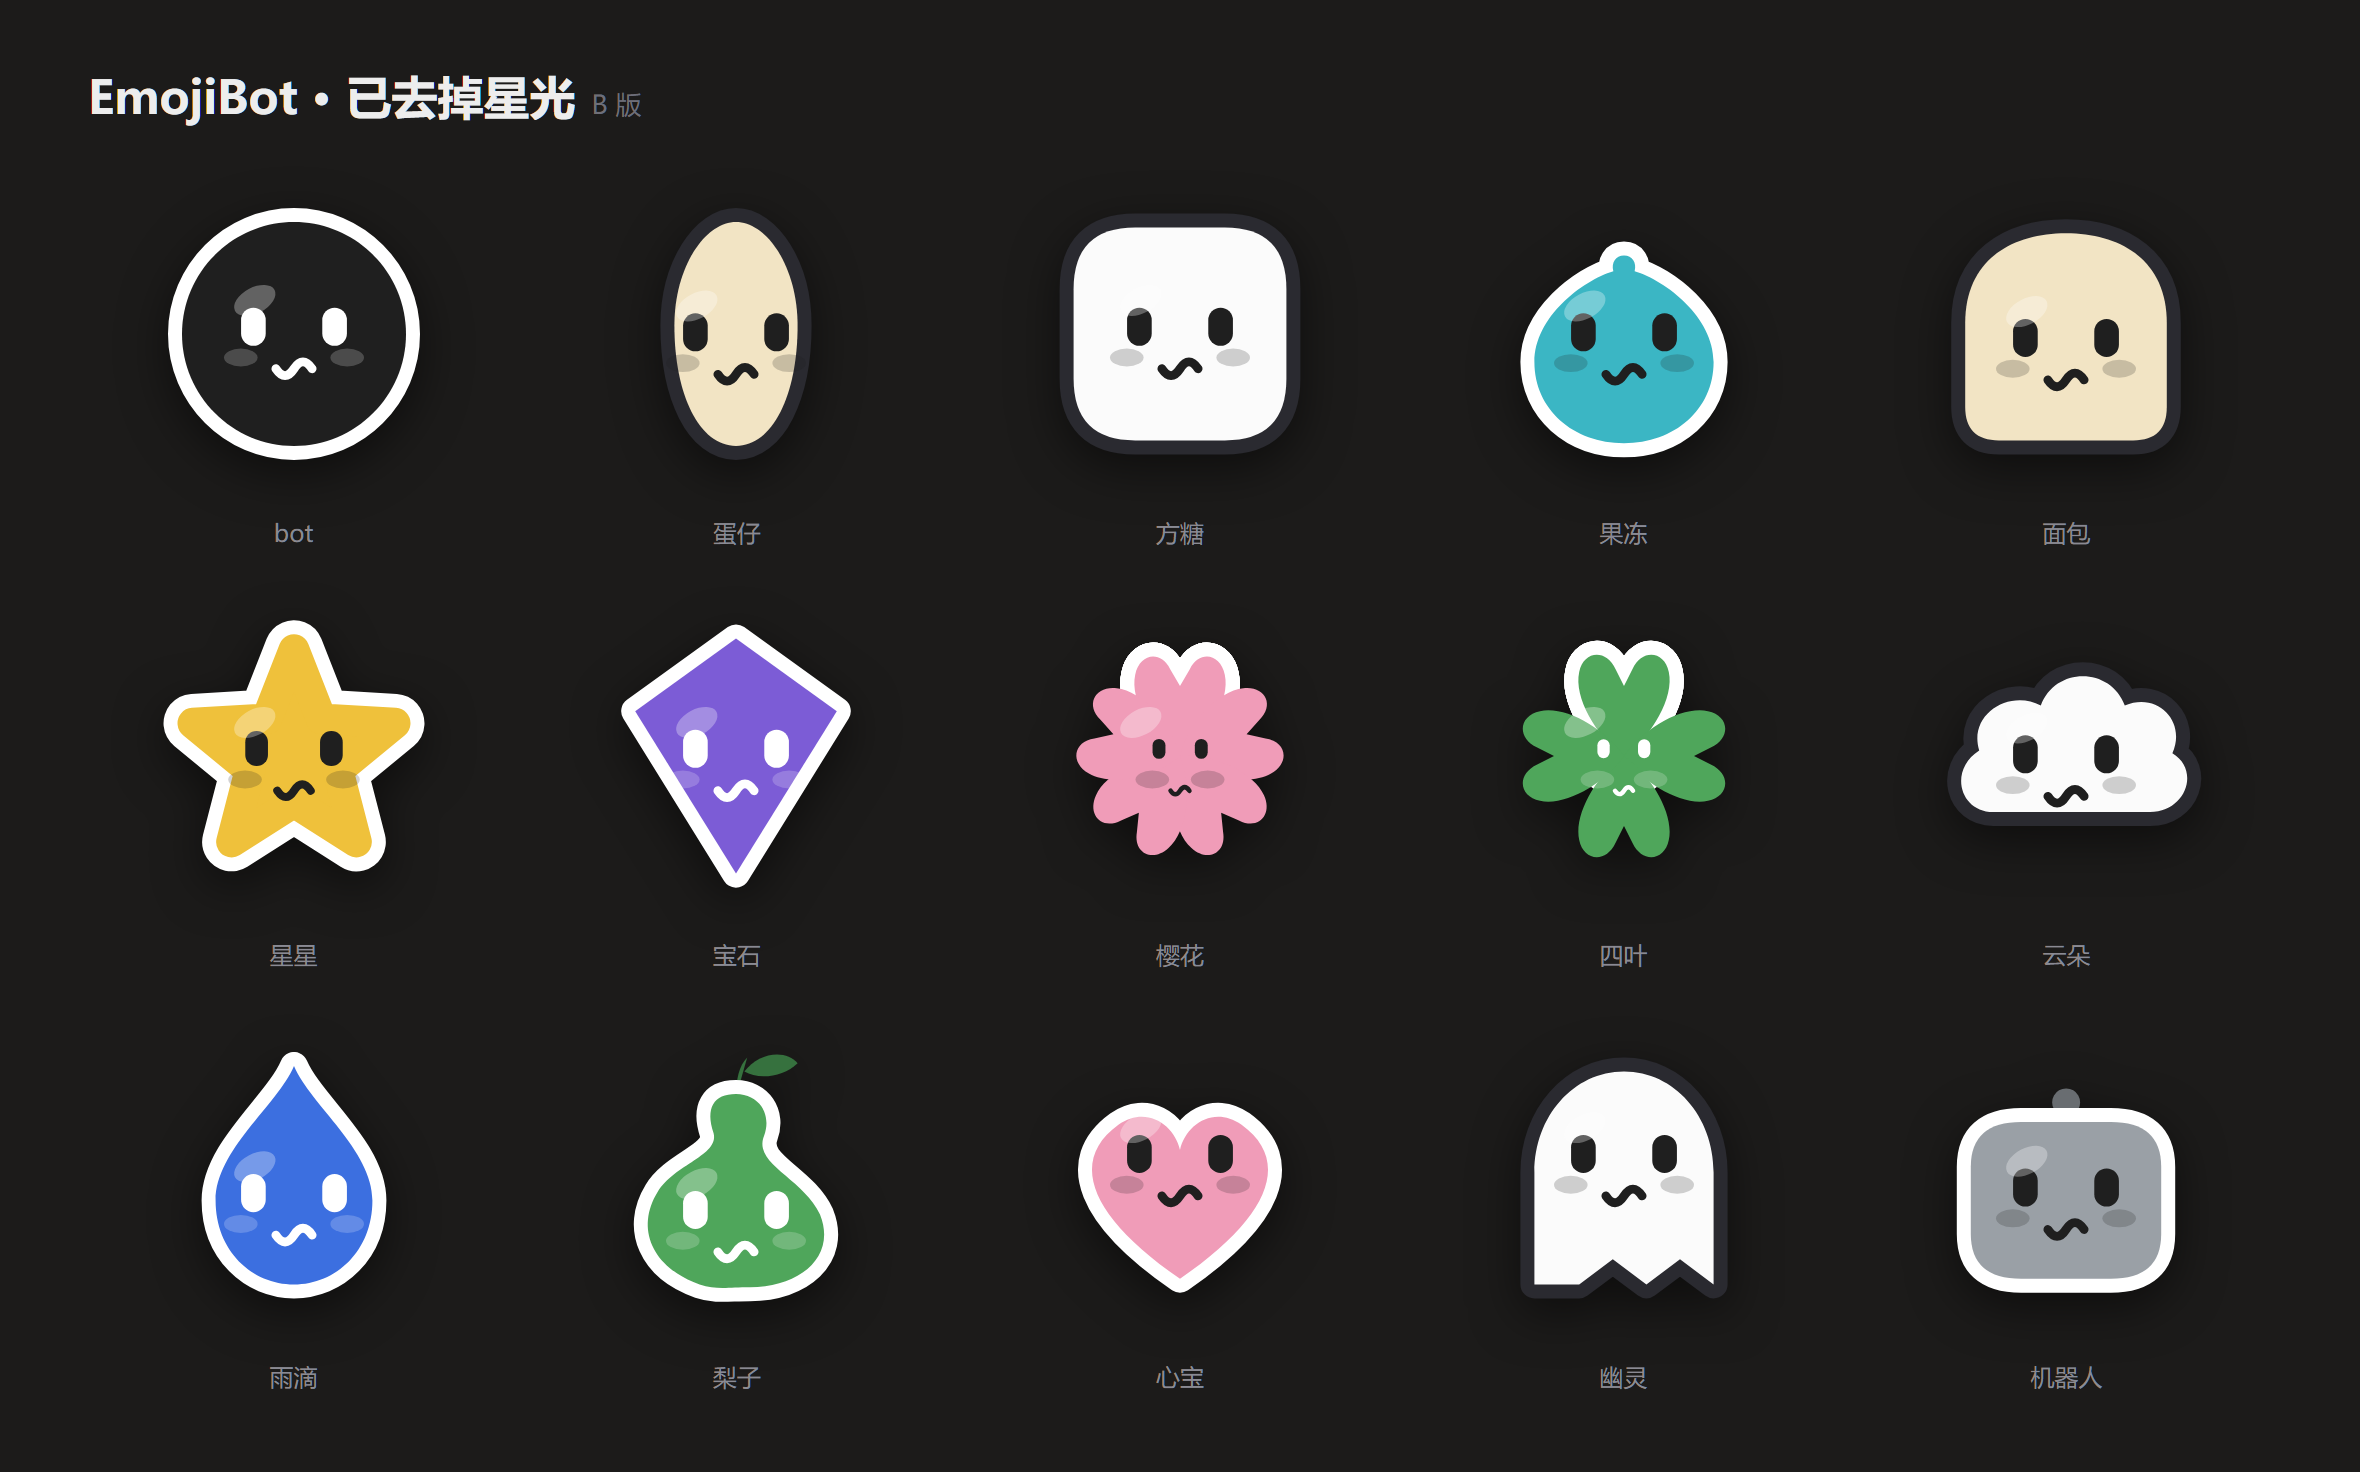 EmojiBot • 已去掉星光 B 版
bot 蛋仔 方糖 果冻 面包
星星 宝石 樱花 四叶 云朵
雨滴 梨子 心宝 幽灵 机器人